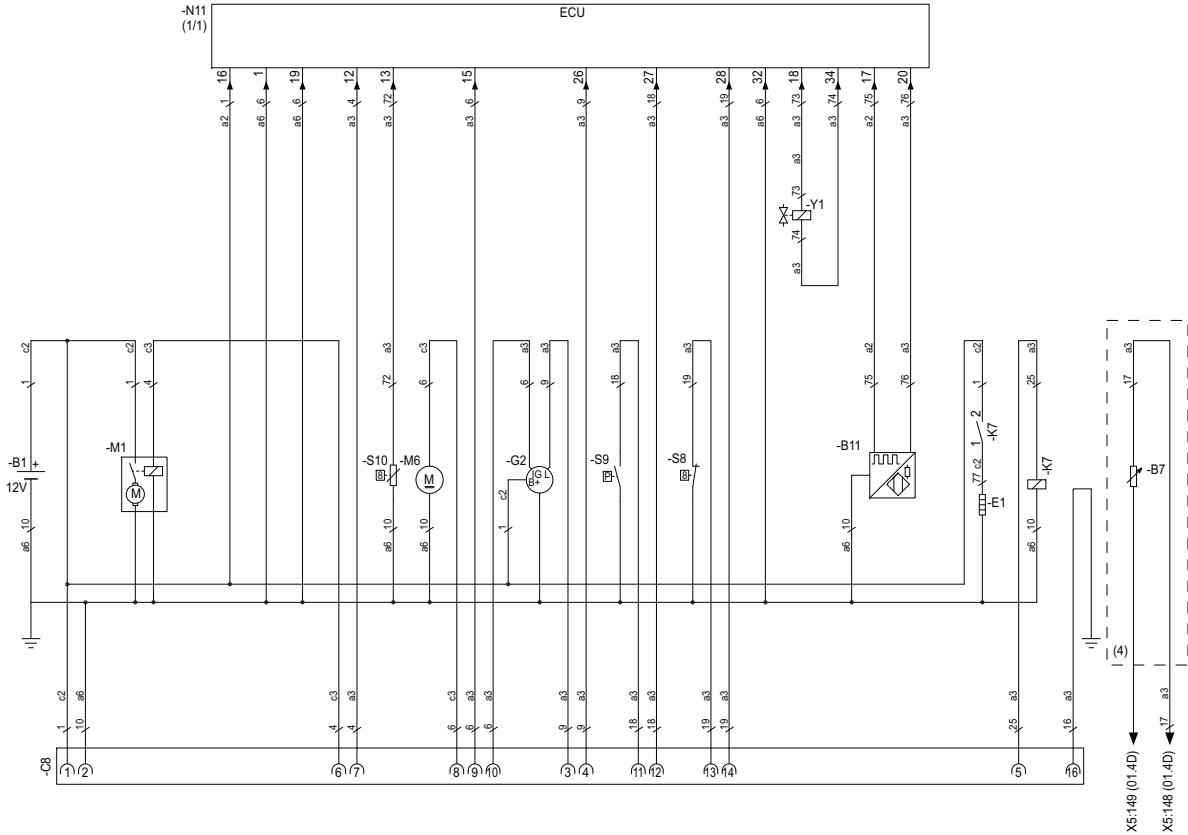 -N11
(1/1)
ECU
16 1 19 12 13 15 26 27 28 32 18 34 17 20
1 6 6 4 72 6 9 18 19 6 73 74 75 76
a2 a6 a6 a3 a3 a3 a3 a3 a3 a6 a3 a3 a2 a3
a3
73
-Y1
74
a3
c2 c2 c3 a3 c3 a3 a3 a3 a3 a2 a3 c2 a3 a3
1 1 4 72 6 6 9 18 19 75 76 1 25 17
-B1 +
12V
-M1
M
-S10
8
-M6
M
-G2
IG L
B+
-S9
P
-S8
8
-B11
2
1
-K7
c2
77
-E1
-K7
-B7
c2
1
10 10 10 10 10
a6 a6 a6 a6 a6
(4)
c2 a6 c3 a3 c3 a3 a3 a3 a3 a3 a3 a3 a3 a3 a3 a3
1 10 4 4 6 6 6 9 9 18 18 19 19 25 16 17
-C8
1 2 6 7 8 9 10 3 4 11 12 13 14 5 16
X5:149 (01.4D)
X5:148 (01.4D)